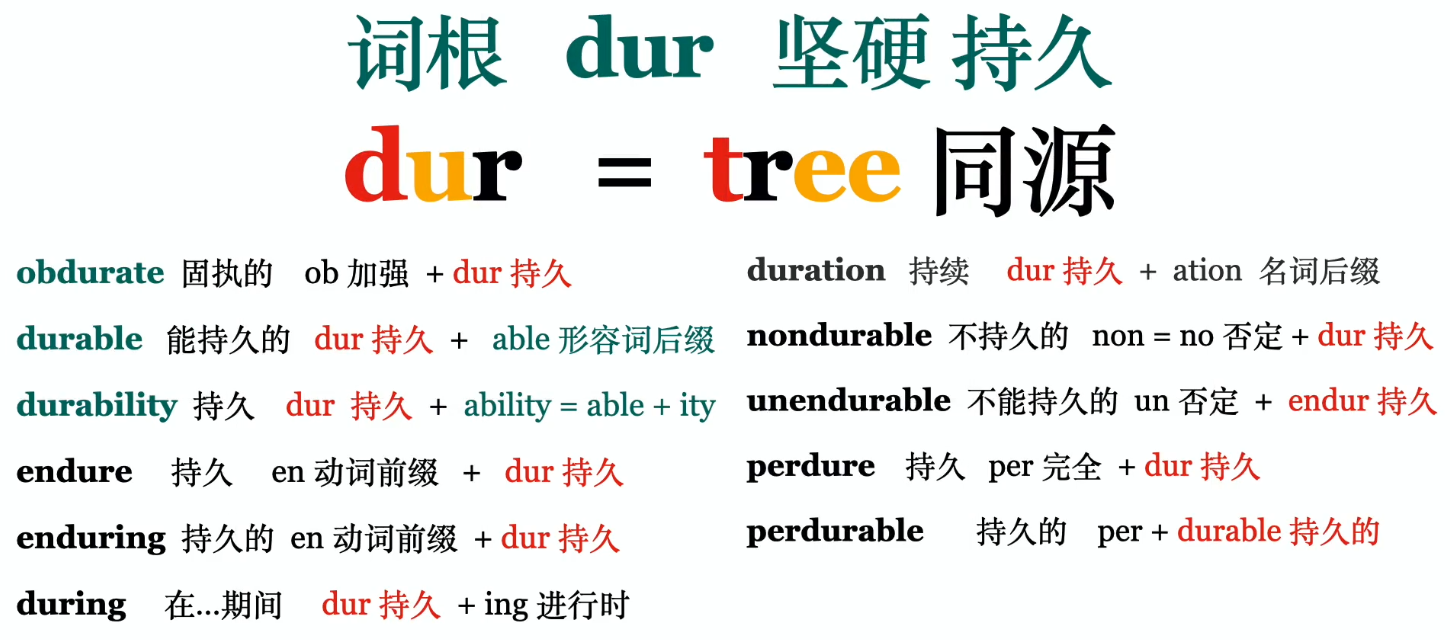 词根 dur 坚硬 持久
dur = tree 同源
obdurate 固执的 ob 加强 + dur 持久
durable 能持久的 dur 持久 + able 形容词后缀
durability 持久 dur 持久 + ability = able + ity
endure 持久 en 动词前缀 + dur 持久
enduring 持久的 en 动词前缀 + dur 持久
during 在...期间 dur 持久 + ing 进行时
duration 持续 dur 持久 + ation 名词后缀
nondurable 不持久的 non = no 否定 + dur 持久
unendurable 不能持久的 un 否定 + endur 持久
perdure 持久 per 完全 + dur 持久
perdurable 持久的 per + durable 持久的